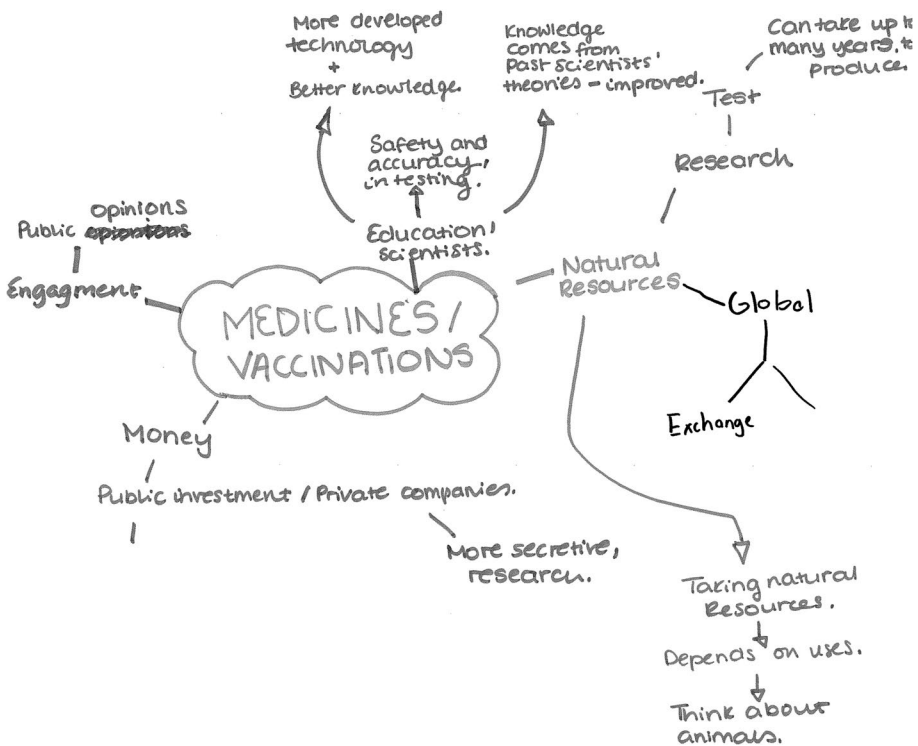 More developed
technology
+
Better knowledge.
Knowledge
comes from
Past scientists'
theories - improved.
Can take up to
many years, to
produce.
Test
Research
Safety and
accuracy,
in testing.
Education,
scientists.
opinions
Public
Engagment
Natural
Resources
Global
Exchange
MEDICINES/
VACCINATIONS
Money
Public investment / Private companies.
More secretive,
research.
Taking natural
Resources.
Depends on uses.
Think about
animals.